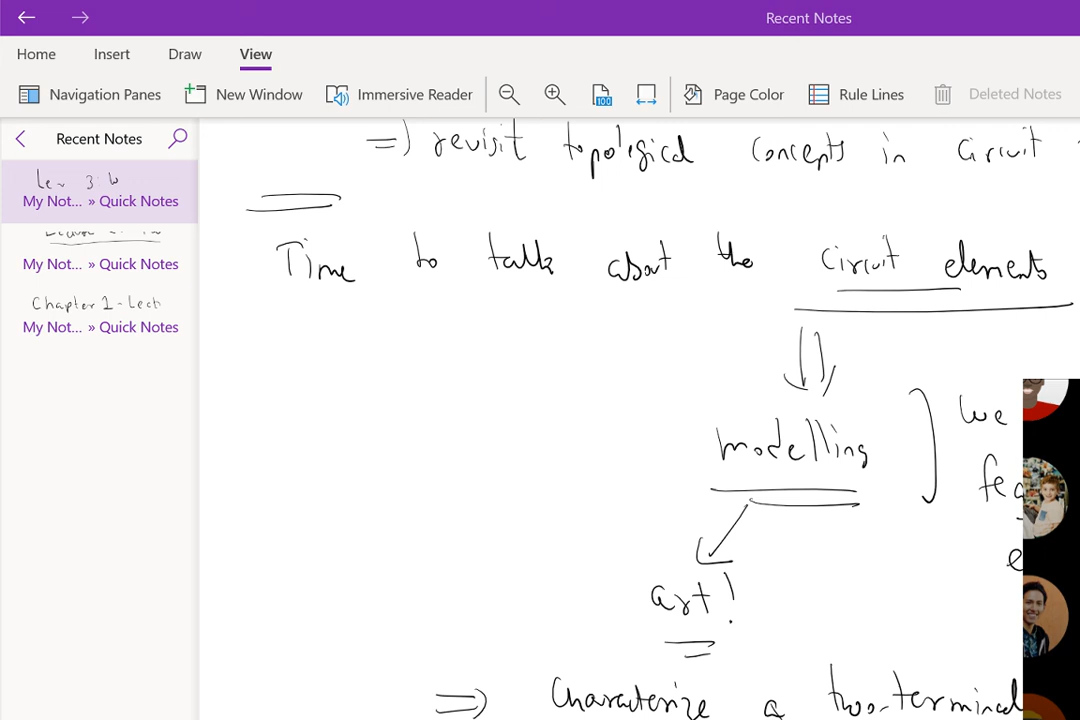 Recent Notes
Home Insert Draw View
Navigation Panes New Window Immersive Reader 100 Page Color Rule Lines Deleted Notes
Recent Notes
My Not... » Quick Notes
My Not... » Quick Notes
Chapter 1 - Lect
My Not... » Quick Notes
=) revisit topological concepts in circuit
Time to talk about the circuit elements
modelling
we
art!
=) Characterize a two-terminal